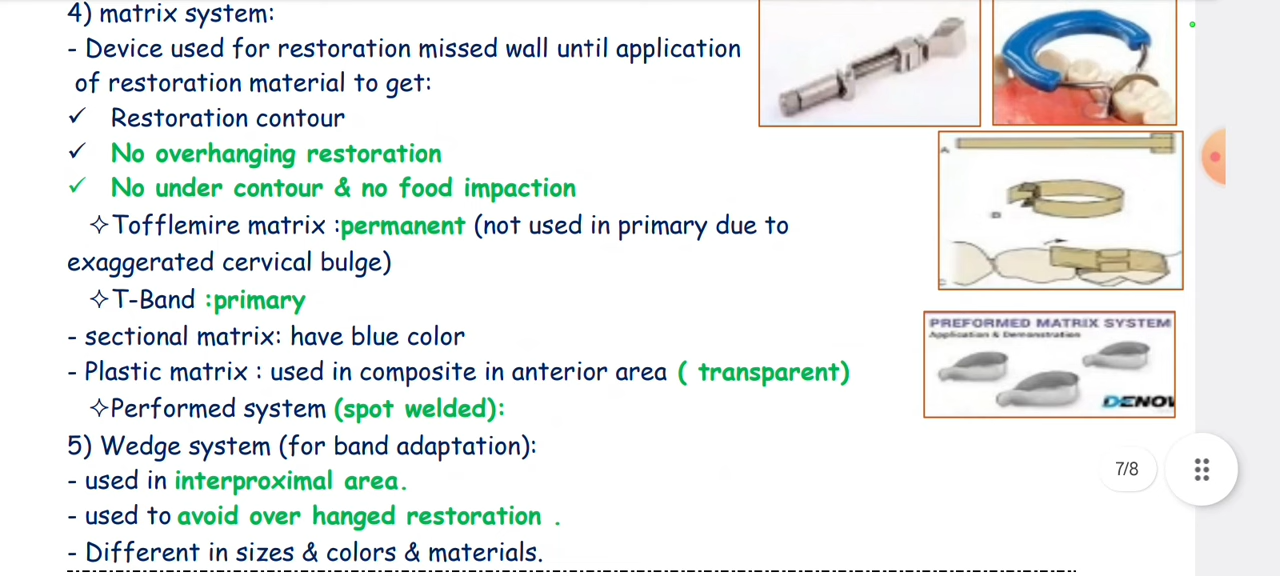 4) matrix system:
- Device used for restoration missed wall until application
of restoration material to get:
✓ Restoration contour
✓ No overhanging restoration
✓ No under contour & no food impaction
✧Tofflemire matrix :permanent (not used in primary due to
exaggerated cervical bulge)
✧T-Band :primary
- sectional matrix: have blue color
- Plastic matrix : used in composite in anterior area ( transparent)
✧Performed system (spot welded):
5) Wedge system (for band adaptation):
- used in interproximal area.
- used to avoid over hanged restoration .
- Different in sizes & colors & materials.
A
B
C
PREFORMED MATRIX SYSTEM
Application & Demonstration
DENOV
7/8